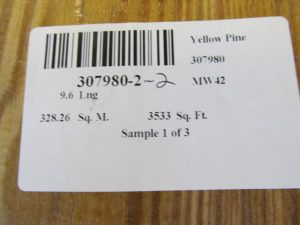 Yellow Pine
307980
307980-2-2
MW42
9.6 Lng
328.26 Sq. M. 3533 Sq. Ft.
Sample 1 of 3